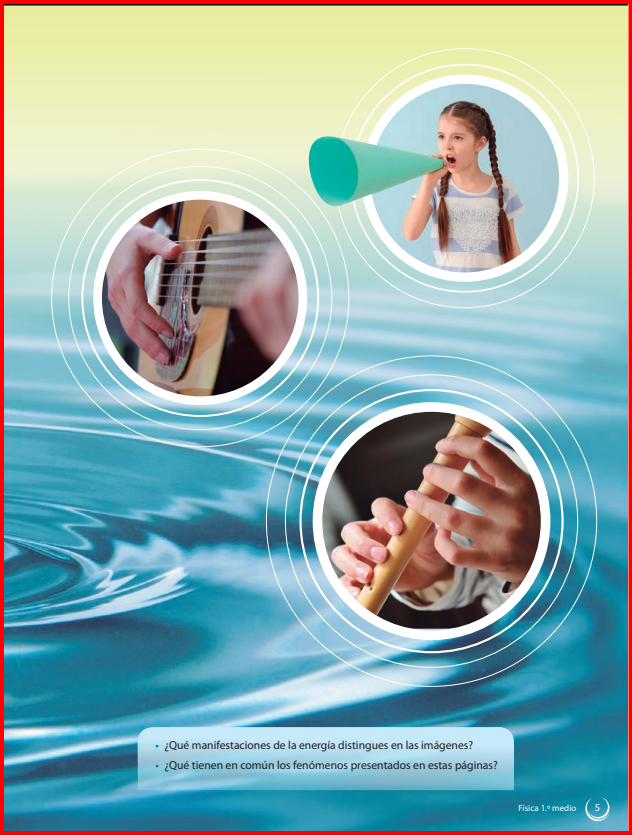 • ¿Qué manifestaciones de la energía distingues en las imágenes?
• ¿Qué tienen en común los fenómenos presentados en estas páginas?
Física 1.º medio 5